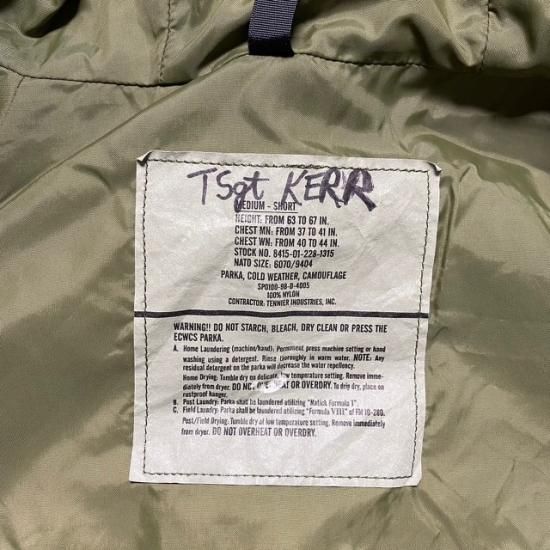 TSgt KERR
MEDIUM - SHORT
HEIGHT: FROM 63 TO 67 IN.
CHEST MN: FROM 37 TO 41 IN.
CHEST WN: FROM 40 TO 44 IN.
STOCK NO. 8415-01-228-1315
NATO SIZE: 6070/9404
PARKA, COLD WEATHER, CAMOUFLAGE
SPO100-98-D-4005
100% NYLON
CONTRACTOR: TENNIER INDUSTRIES, INC.
WARNING!! DO NOT STARCH, BLEACH, DRY CLEAN OR PRESS THE
ECWCS PARKA.
A. Home Laundering (machine/hand): Permanent press machine setting or hand
washing using a detergent. Rinse thoroughly in warm water. NOTE: Any
residual detergent on the parka will decrease the water repellency.
Home Drying: Tumble dry on delicate, low temperature setting. Remove imme-
diately from dryer. DO NOT OVERHEAT OR OVERDRY. To drip dry, place on
rustproof hanger.
B. Post Laundry: Parka shall be laundered utilizing "Natick Formula I".
C. Field Laundry: Parka shall be laundered utilizing "Formula VIII" of FM 10-280.
Post/Field Drying: Tumble dry at low temperature setting. Remove immediately
from dryer. DO NOT OVERHEAT OR OVERDRY.